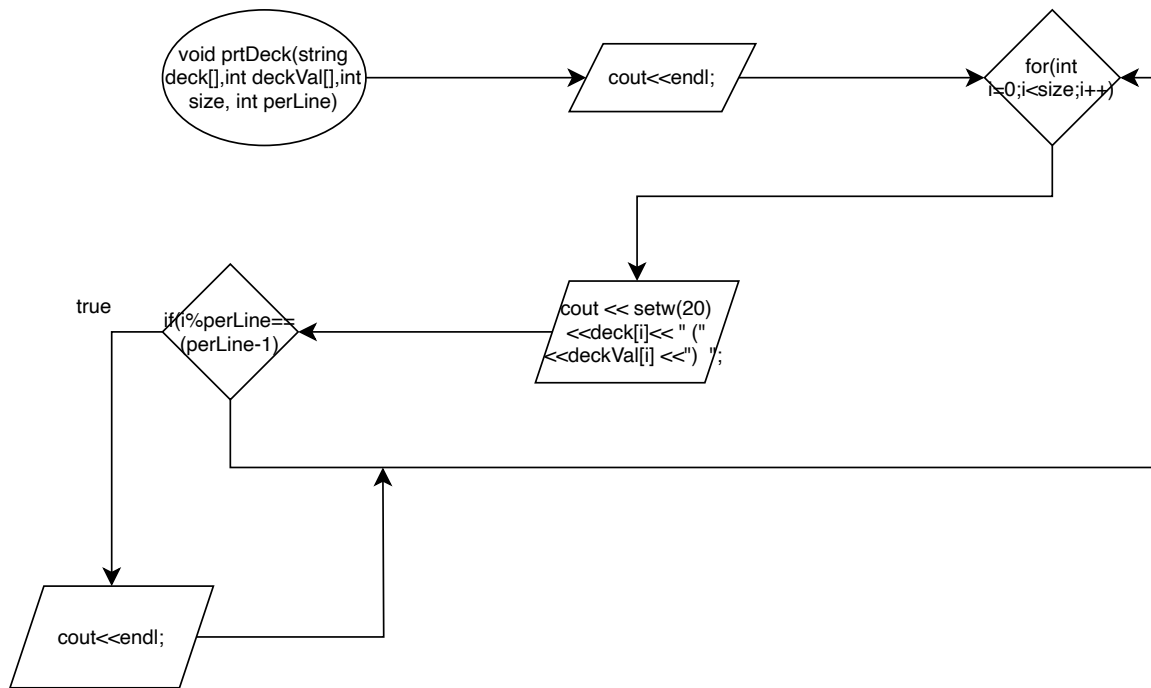 void prtDeck(string
deck[],int deckVal[],int
size, int perLine)
cout<<endl;
for(int
i=0;i<size;i++)
cout << setw(20)
<<deck[i]<< " ("
<<deckVal[i] <<")  ";
if(i%perLine==
(perLine-1)
true
cout<<endl;